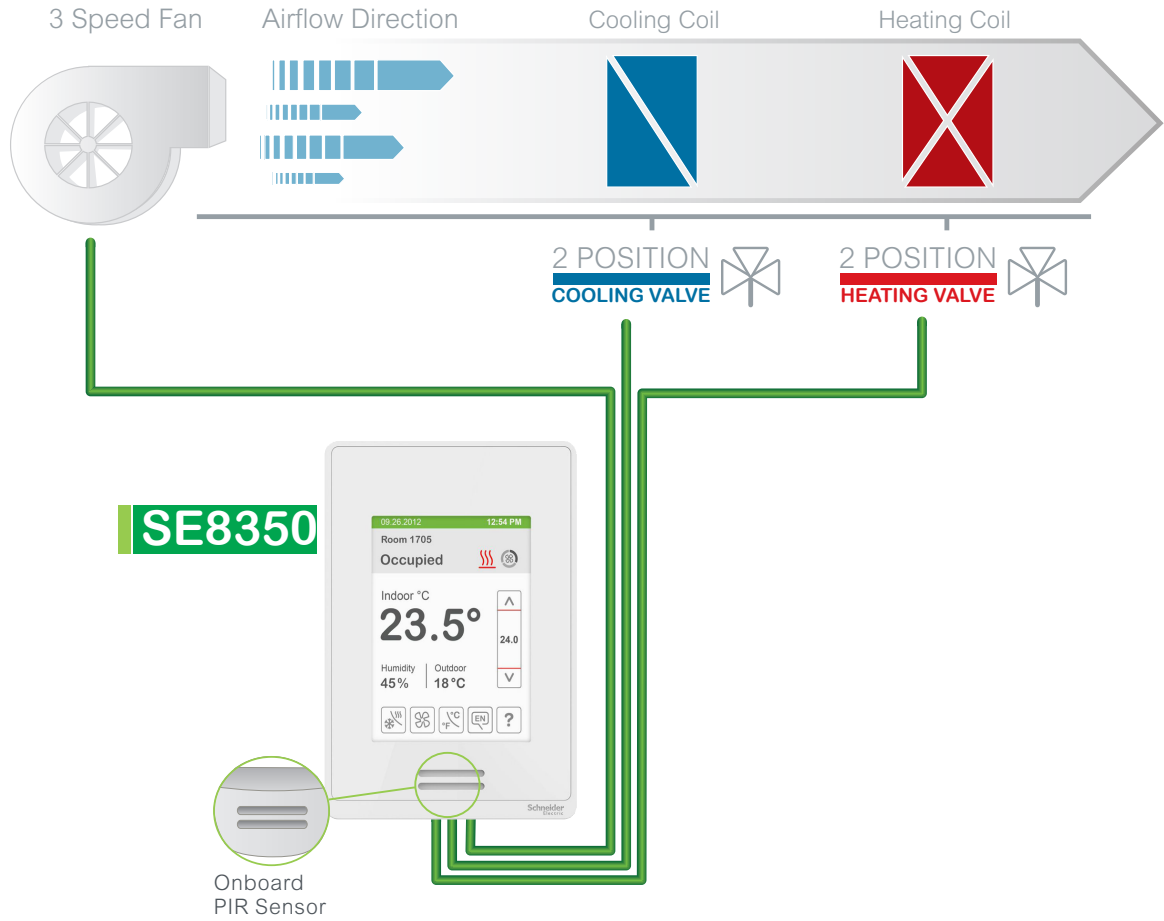 3 Speed Fan
Airflow Direction
Cooling Coil
Heating Coil
2 POSITION
COOLING VALVE
2 POSITION
HEATING VALVE
SE8350
09.26.2012 12:54 PM
Room 1705
Occupied
Indoor °C
23.5°
24.0
Humidity
45%
Outdoor
18°C
°C
°F
EN
?
Schneider
Electric
Onboard
PIR Sensor